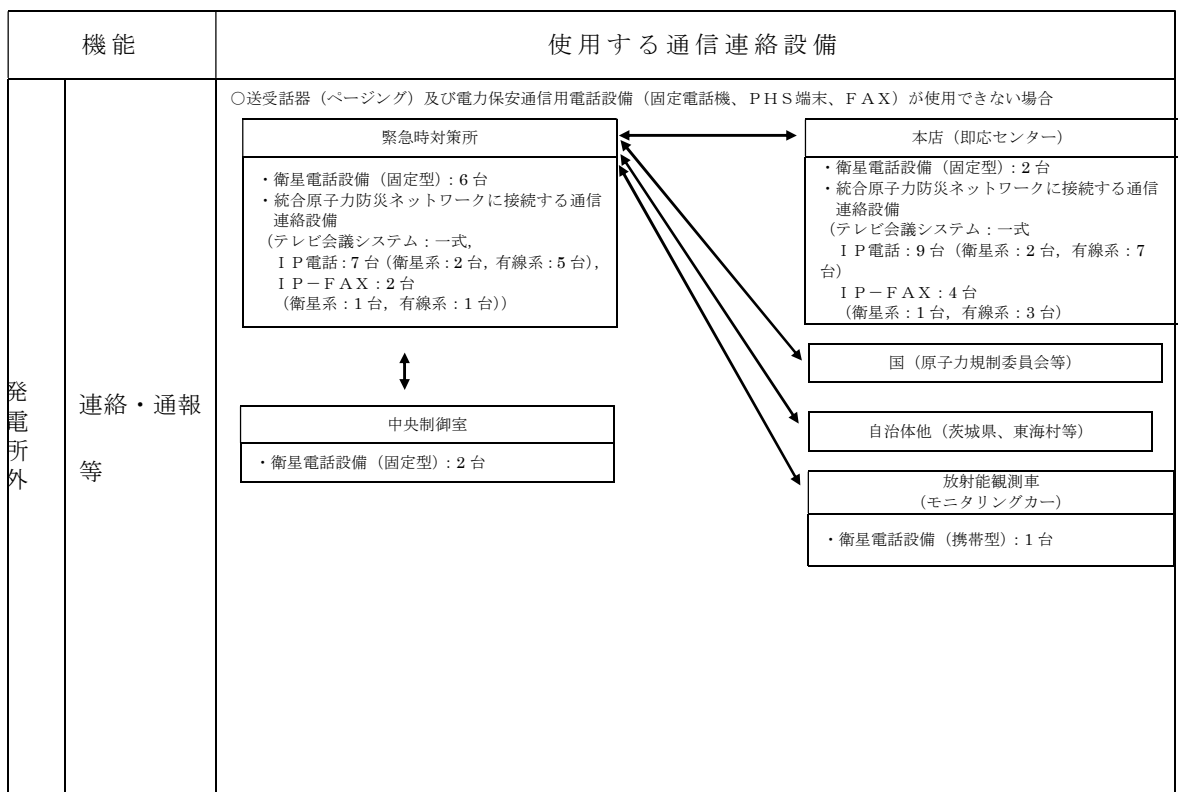 機能
使用する通信連絡設備
発電所外
連絡・通報
等
○送受話器（ページング）及び電力保安通信用電話設備（固定電話機、ＰＨＳ端末、ＦＡＸ）が使用できない場合
緊急時対策所
・衛星電話設備（固定型）：6台
・統合原子力防災ネットワークに接続する通信
連絡設備
（テレビ会議システム：一式，
ＩＰ電話：7台（衛星系：2台，有線系：5台），
ＩＰ－ＦＡＸ：2台
（衛星系：1台，有線系：1台））
中央制御室
・衛星電話設備（固定型）：2台
本店（即応センター）
・衛星電話設備（固定型）：2台
・統合原子力防災ネットワークに接続する通信
連絡設備
（テレビ会議システム：一式
ＩＰ電話：9台（衛星系：2台，有線系：7
台）
ＩＰ－ＦＡＸ：4台
（衛星系：1台，有線系：3台）
国（原子力規制委員会等）
自治体他（茨城県、東海村等）
放射能観測車
（モニタリングカー）
・衛星電話設備（携帯型）：1台